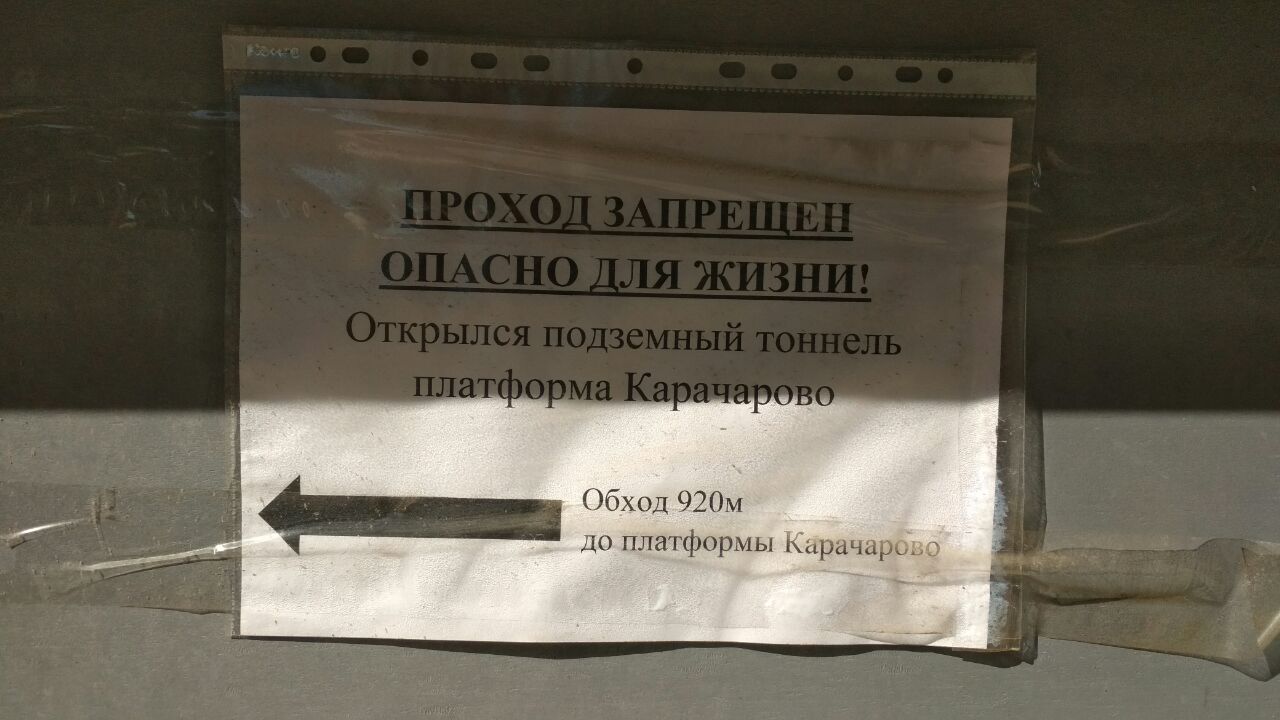 ПРОХОД ЗАПРЕЩЕН
ОПАСНО ДЛЯ ЖИЗНИ!
Открылся подземный тоннель
платформа Карачарово
Обход 920м
до платформы Карачарово